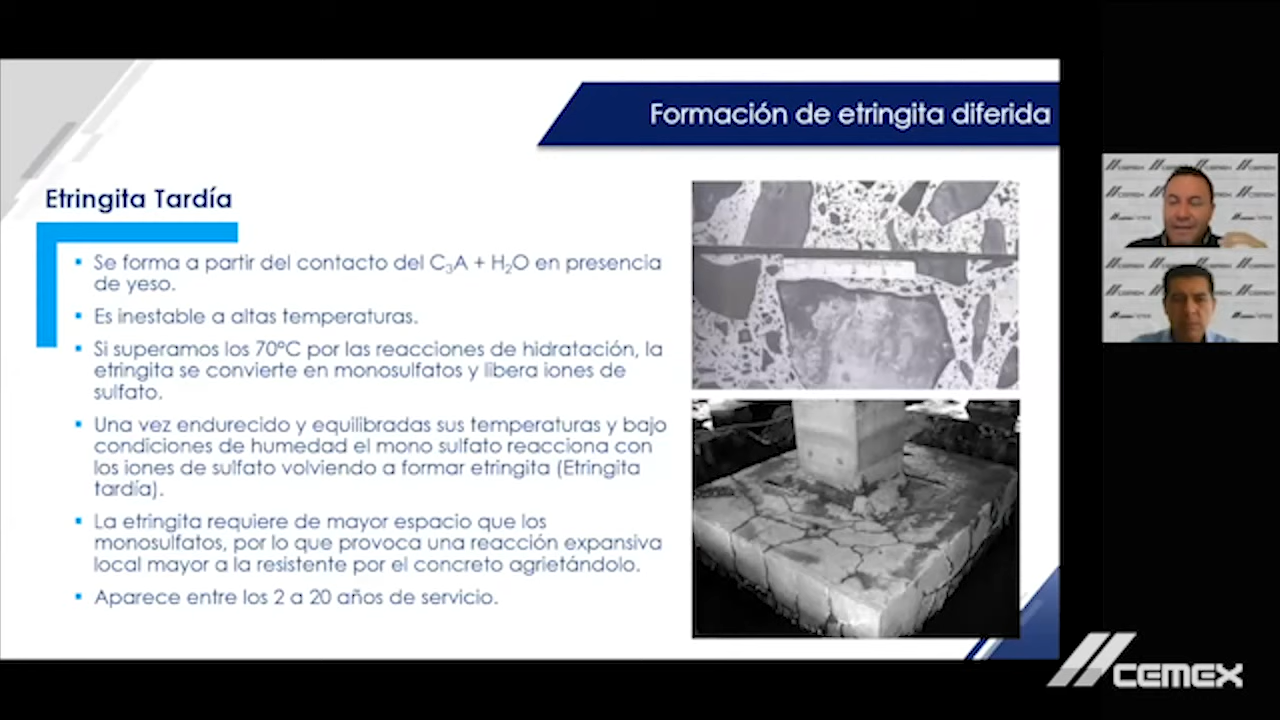 Formación de etringita diferida
Etringita Tardía
▪ Se forma a partir del contacto del C₃A + H₂O en presencia
de yeso.
▪ Es inestable a altas temperaturas.
▪ Si superamos los 70°C por las reacciones de hidratación, la
etringita se convierte en monosulfatos y libera iones de
sulfato.
▪ Una vez endurecido y equilibradas sus temperaturas y bajo
condiciones de humedad el mono sulfato reacciona con
los iones de sulfato volviendo a formar etringita (Etringita
tardía).
▪ La etringita requiere de mayor espacio que los
monosulfatos, por lo que provoca una reacción expansiva
local mayor a la resistente por el concreto agrietándolo.
▪ Aparece entre los 2 a 20 años de servicio.
CEMEX